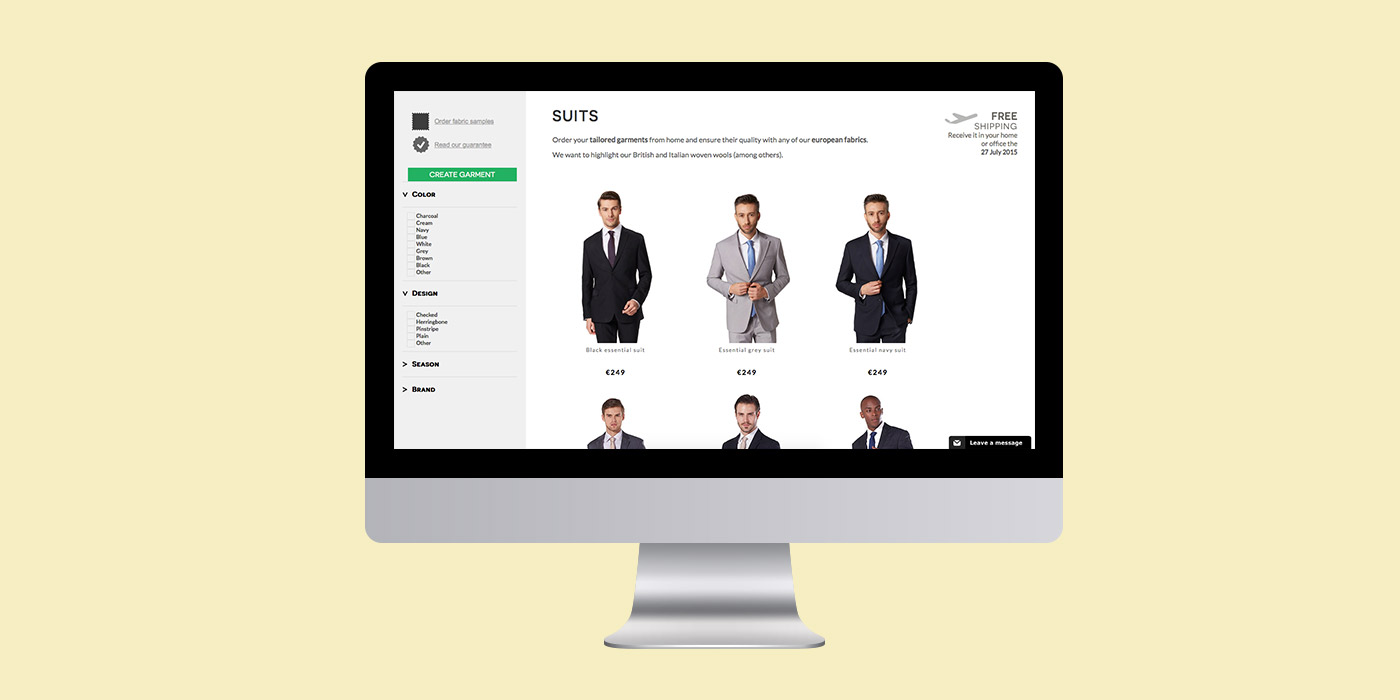 Order fabric samples
Read our guarantee
CREATE GARMENT
v COLOR
Charcoal
Cream
Navy
Blue
White
Grey
Brown
Black
Other
v DESIGN
Checked
Herringbone
Pinstripe
Plain
Other
> SEASON
> BRAND
SUITS
Order your tailored garments from home and ensure their quality with any of our european fabrics.
We want to highlight our British and Italian woven wools (among others).
FREE
SHIPPING
Receive it in your home
or office the
27 July 2015
Black essential suit
€249
Essential grey suit
€249
Essential navy suit
€249
Leave a message